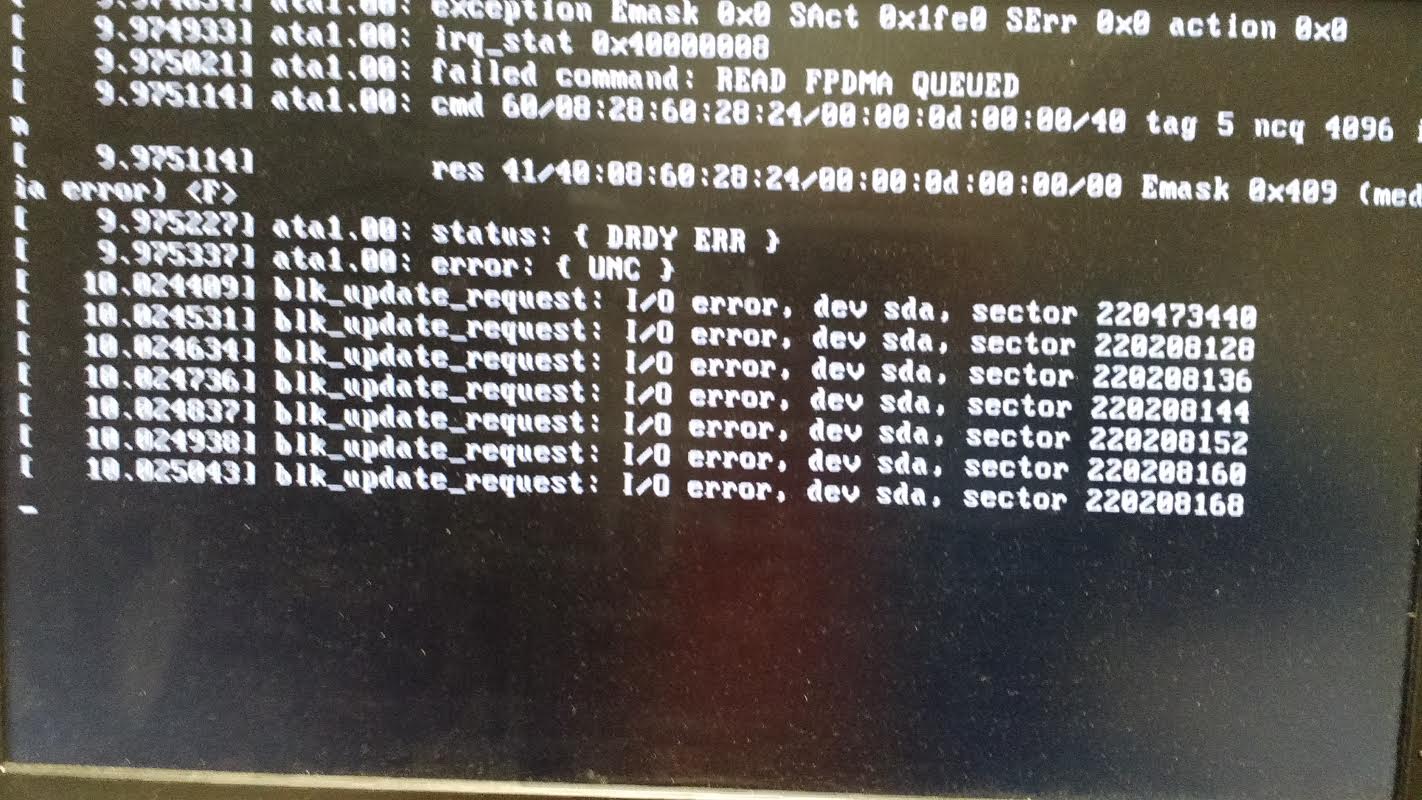 ata1.00: exception Emask 0x0 SAct 0x1fe0 SErr 0x0 action 0x0
[    9.974933] ata1.00: irq_stat 0x40000008
[    9.975021] ata1.00: failed command: READ FPDMA QUEUED
[    9.975114] ata1.00: cmd 60/08:28:60:28:24/00:00:0d:00:00/40 tag 5 ncq 4096 i
n
[    9.975114]          res 41/40:08:60:28:24/00:00:0d:00:00/00 Emask 0x409 (med
ia error) <F>
[    9.975227] ata1.00: status: { DRDY ERR }
[    9.975337] ata1.00: error: { UNC }
[   10.024409] blk_update_request: I/O error, dev sda, sector 220473440
[   10.024531] blk_update_request: I/O error, dev sda, sector 220208128
[   10.024634] blk_update_request: I/O error, dev sda, sector 220208136
[   10.024736] blk_update_request: I/O error, dev sda, sector 220208144
[   10.024837] blk_update_request: I/O error, dev sda, sector 220208152
[   10.024938] blk_update_request: I/O error, dev sda, sector 220208160
[   10.025043] blk_update_request: I/O error, dev sda, sector 220208168